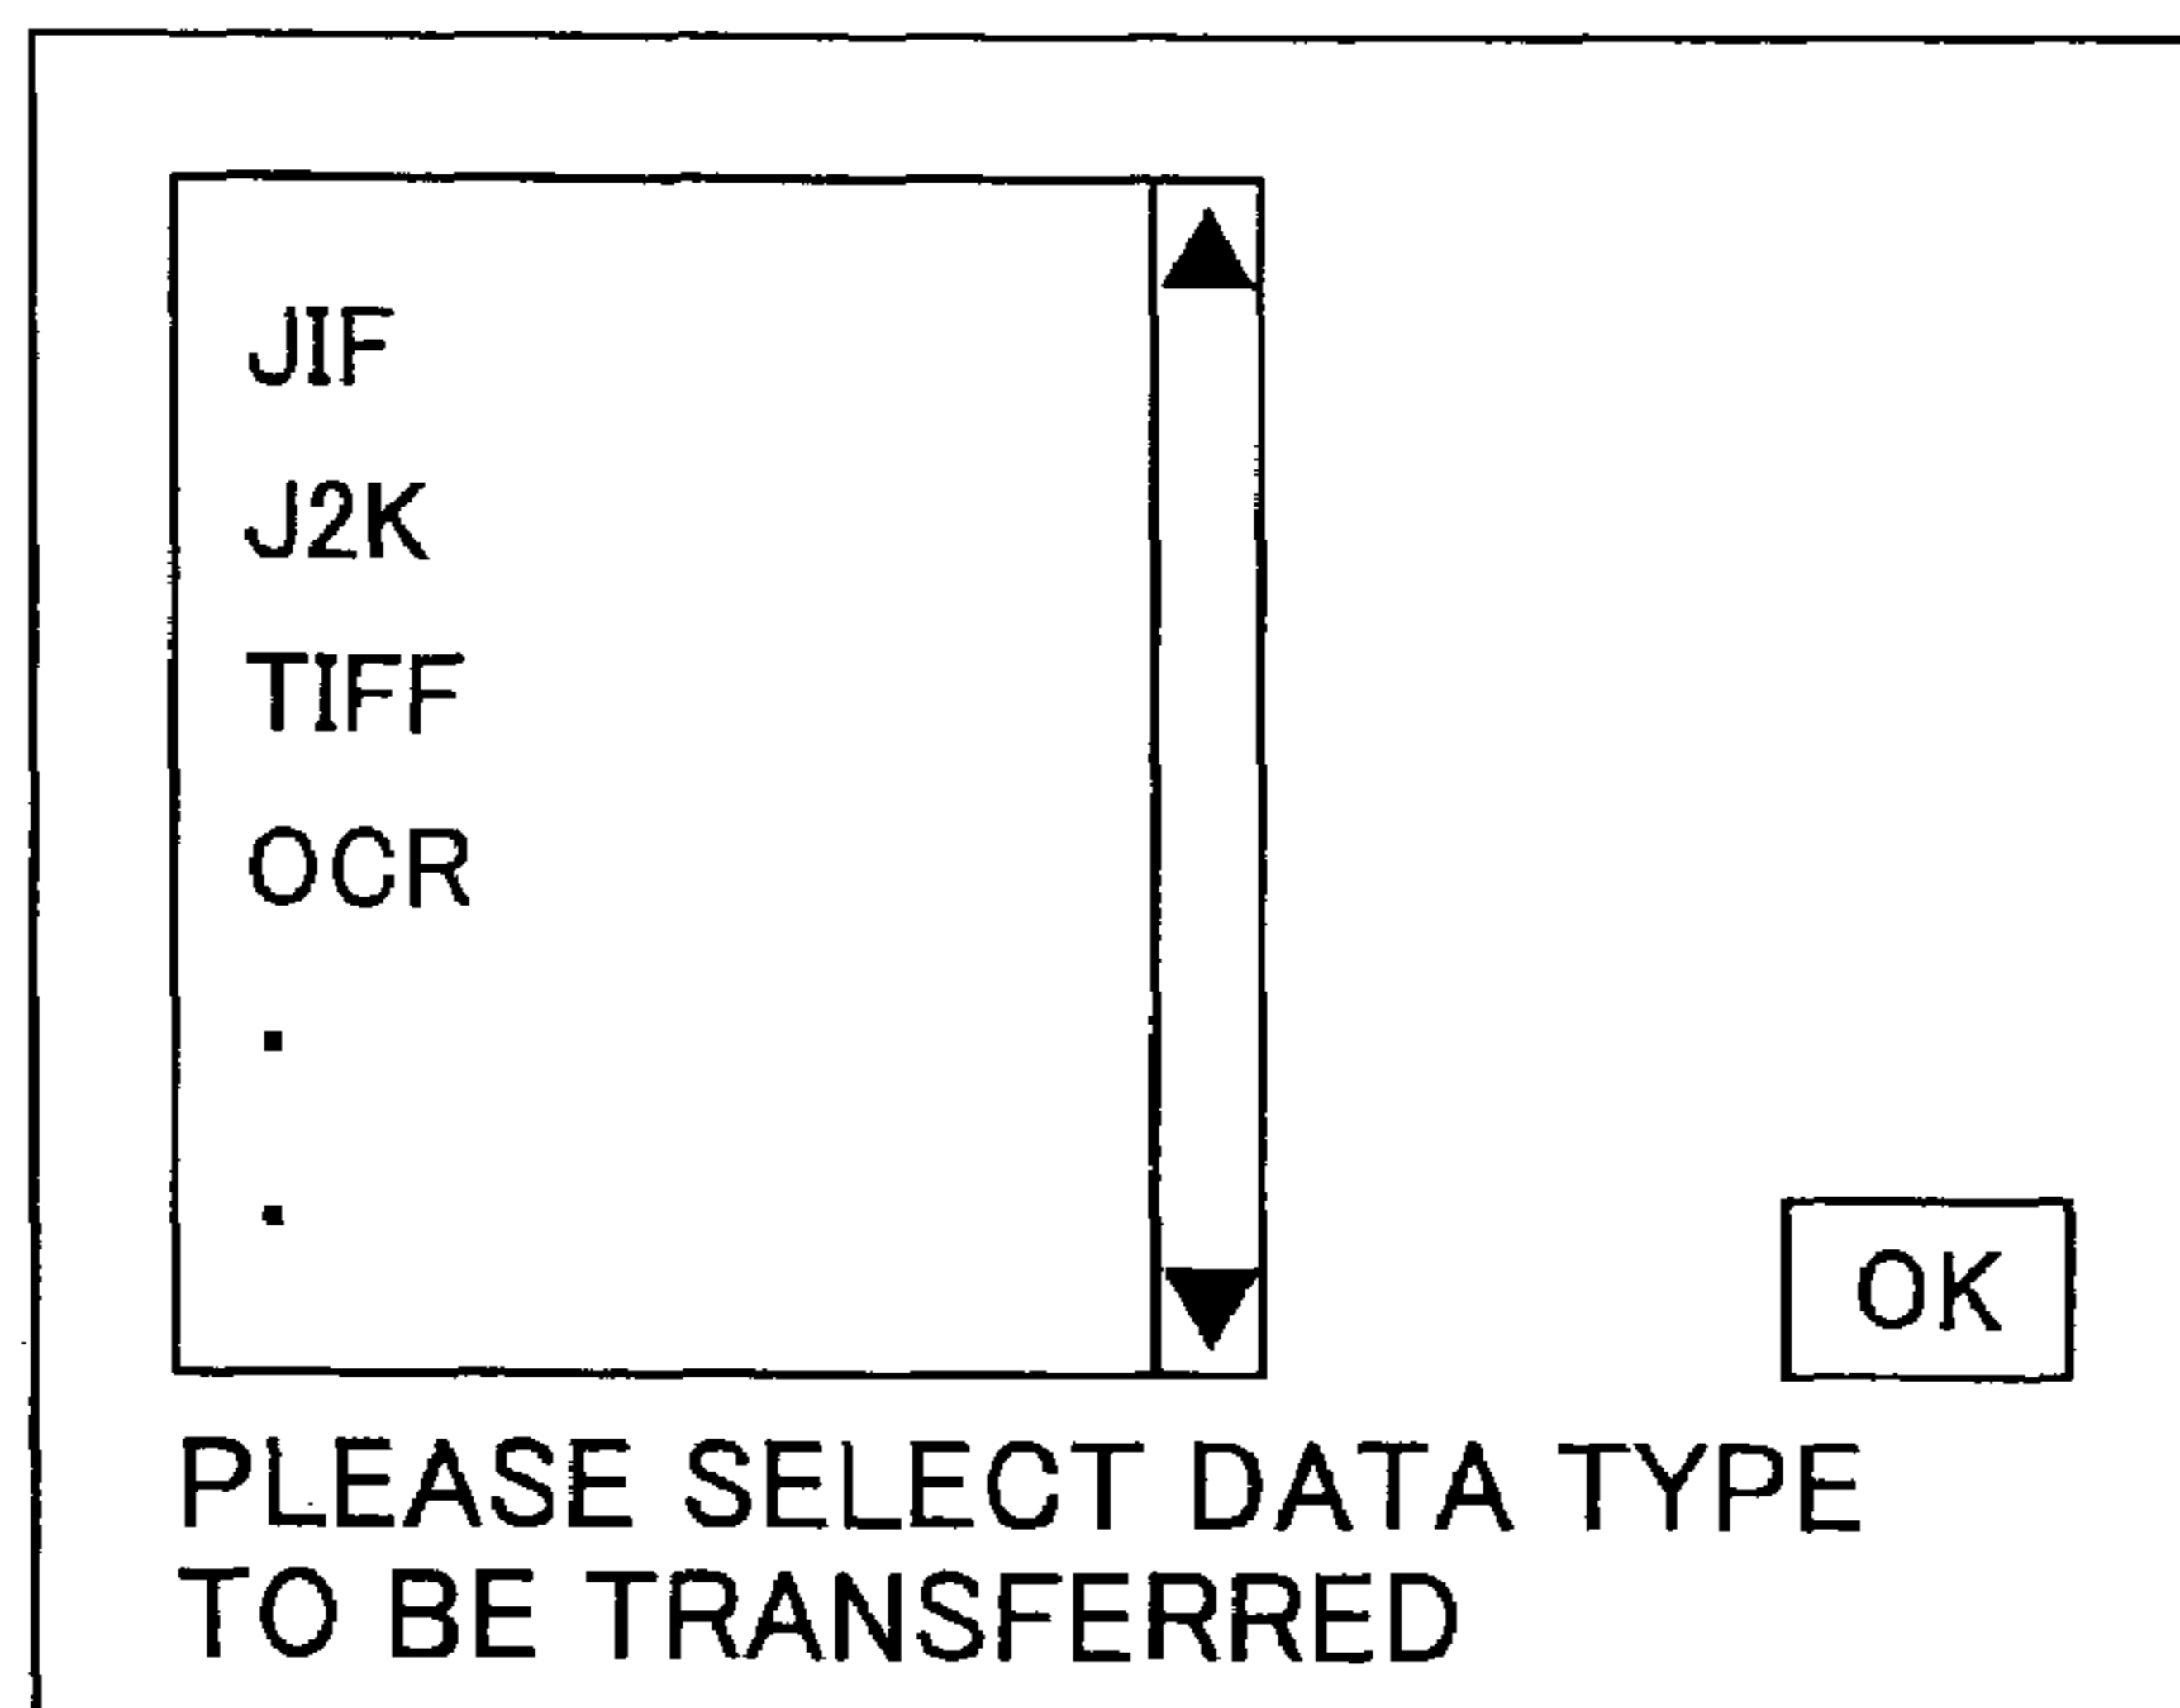 JIF
J2K
TIFF
OCR
.
.
OK
PLEASE SELECT DATA TYPE
TO BE TRANSFERRED